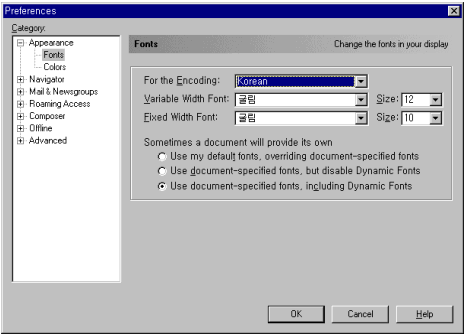 Preferences
Category:
Appearance
Fonts
Colors
Navigator
Mail & Newsgroups
Roaming Access
Composer
Offline
Advanced
Fonts Change the fonts in your display
For the Encoding: Korean
Variable Width Font: 굴림 Size: 12
Fixed Width Font: 굴림 Size: 10
Sometimes a document will provide its own
Use my default fonts, overriding document-specified fonts
Use document-specified fonts, but disable Dynamic Fonts
Use document-specified fonts, including Dynamic Fonts
OK Cancel Help